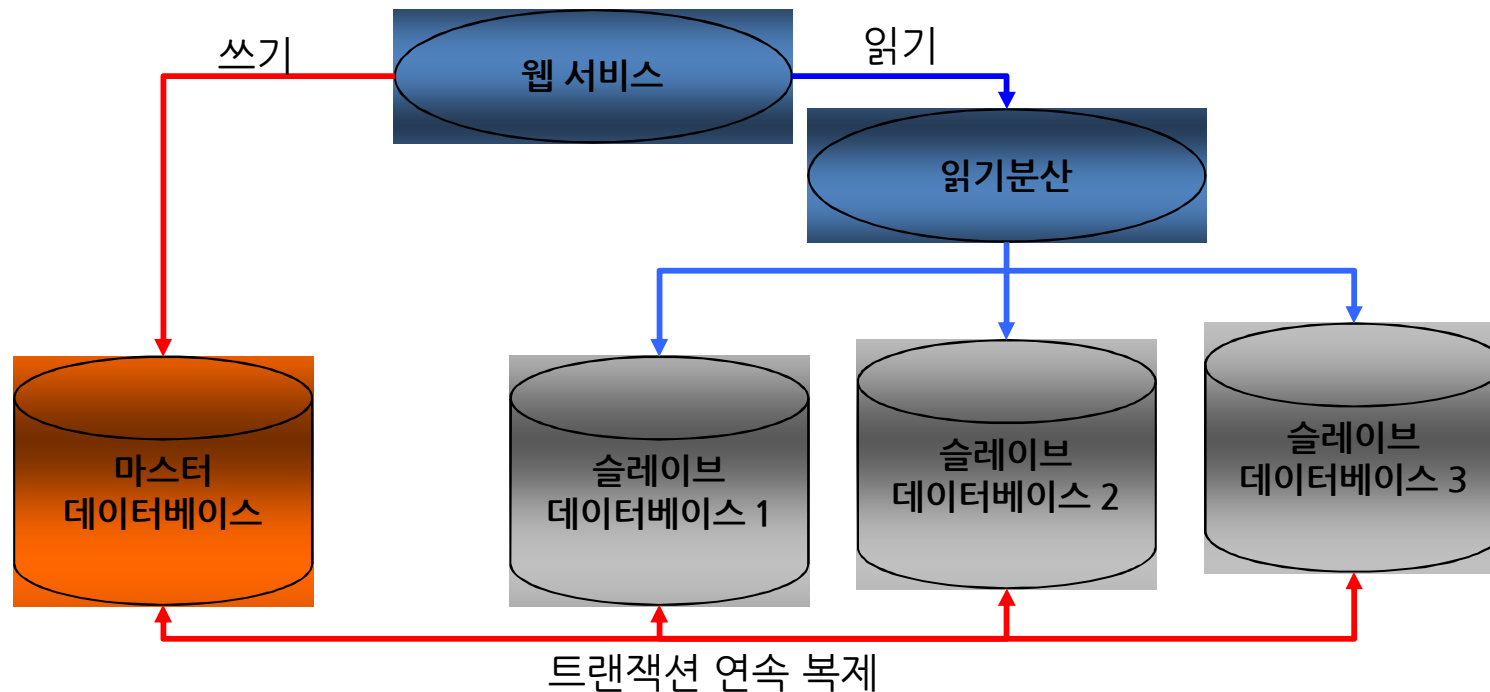 쓰기
웹 서비스
읽기
읽기분산
마스터
데이터베이스
슬레이브
데이터베이스 1
슬레이브
데이터베이스 2
슬레이브
데이터베이스 3
트랜잭션 연속 복제